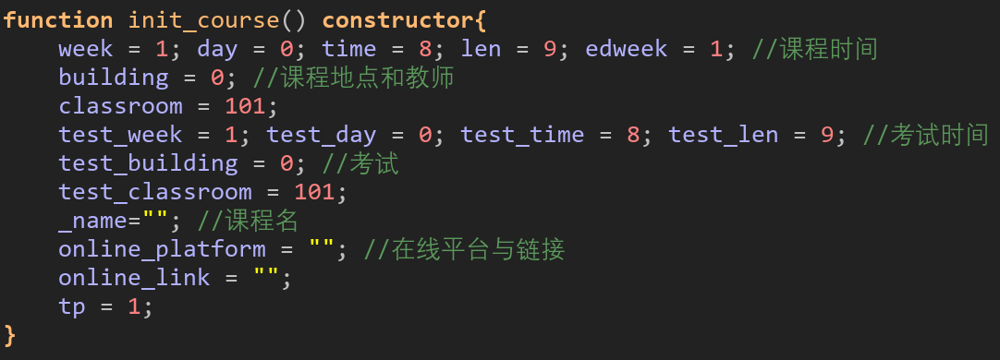 function init_course() constructor{
    week = 1; day = 0; time = 8; len = 9; edweek = 1; //课程时间
    building = 0; //课程地点和教师
    classroom = 101;
    test_week = 1; test_day = 0; test_time = 8; test_len = 9; //考试时间
    test_building = 0; //考试
    test_classroom = 101;
    _name=""; //课程名
    online_platform = ""; //在线平台与链接
    online_link = "";
    tp = 1;
}